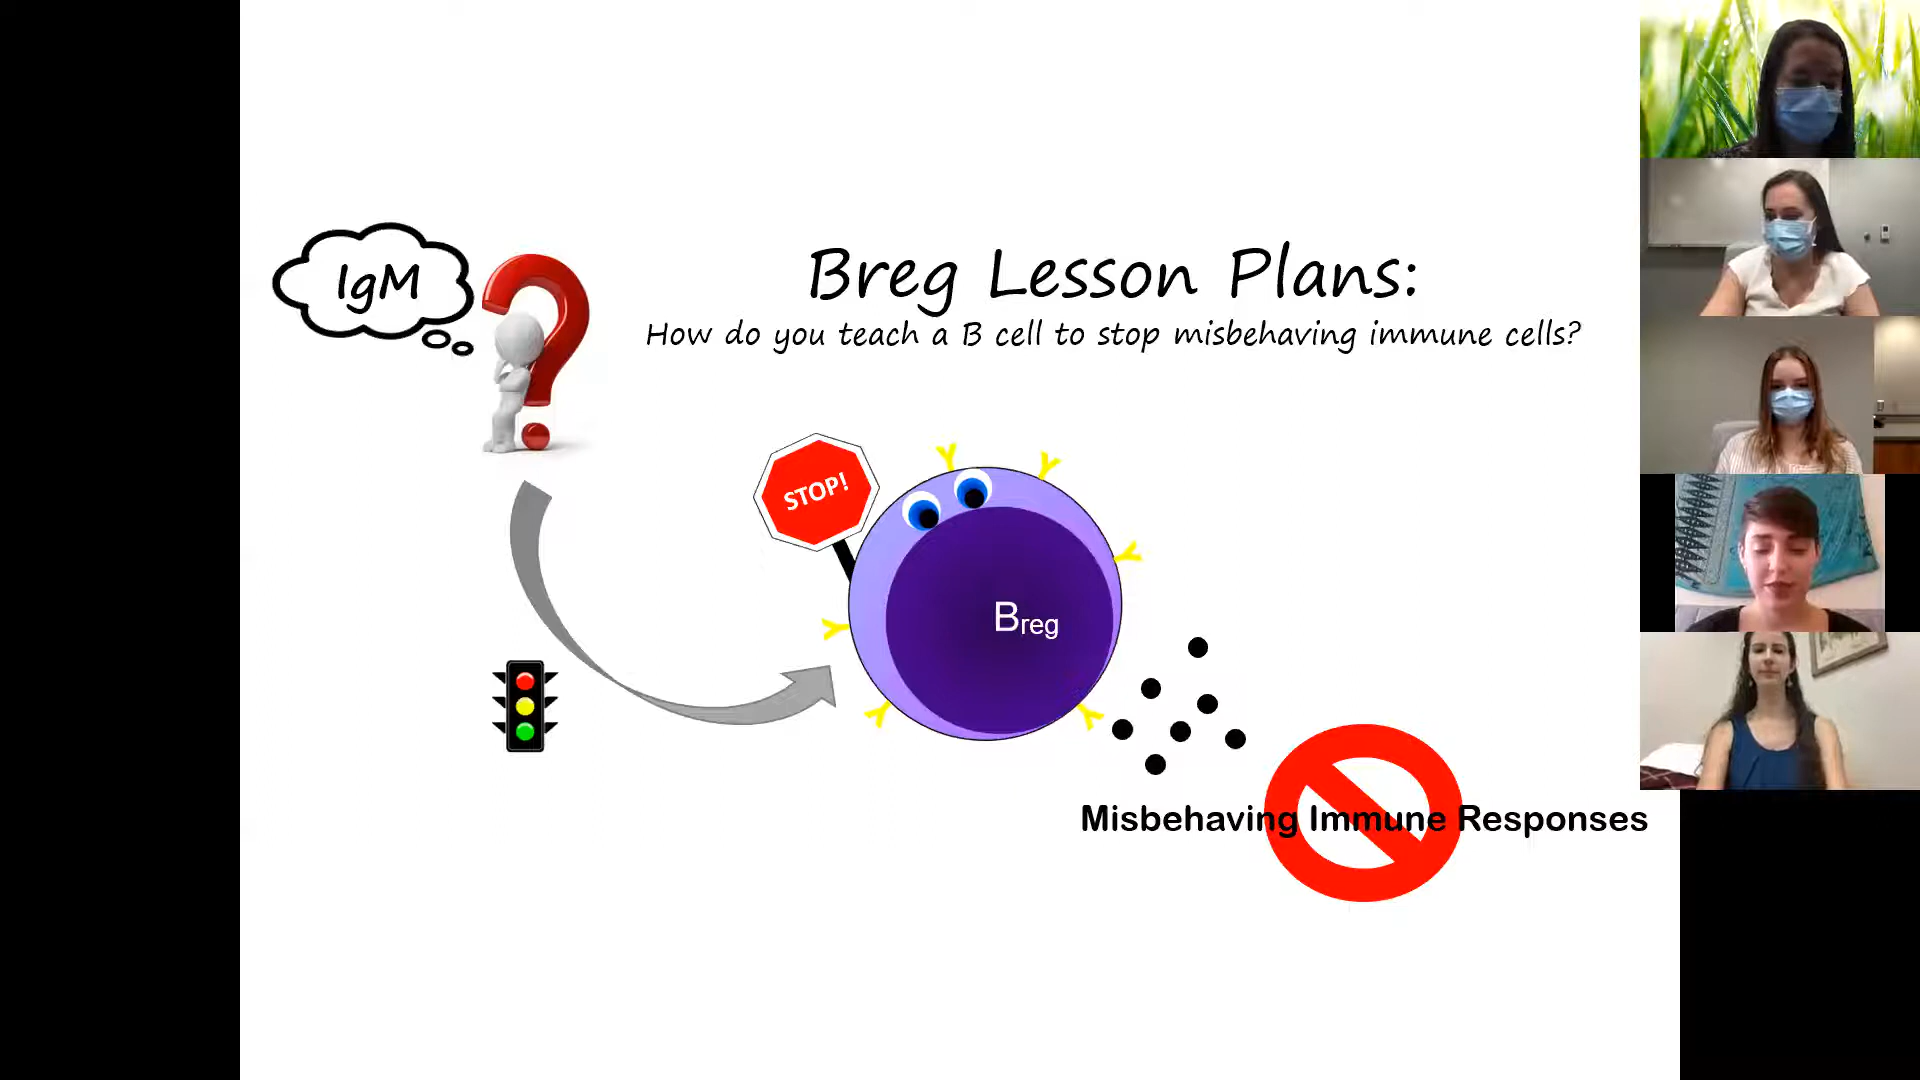 IgM
Breg Lesson Plans:
How do you teach a B cell to stop misbehaving immune cells?
STOP!
Breg
Misbehaving Immune Responses